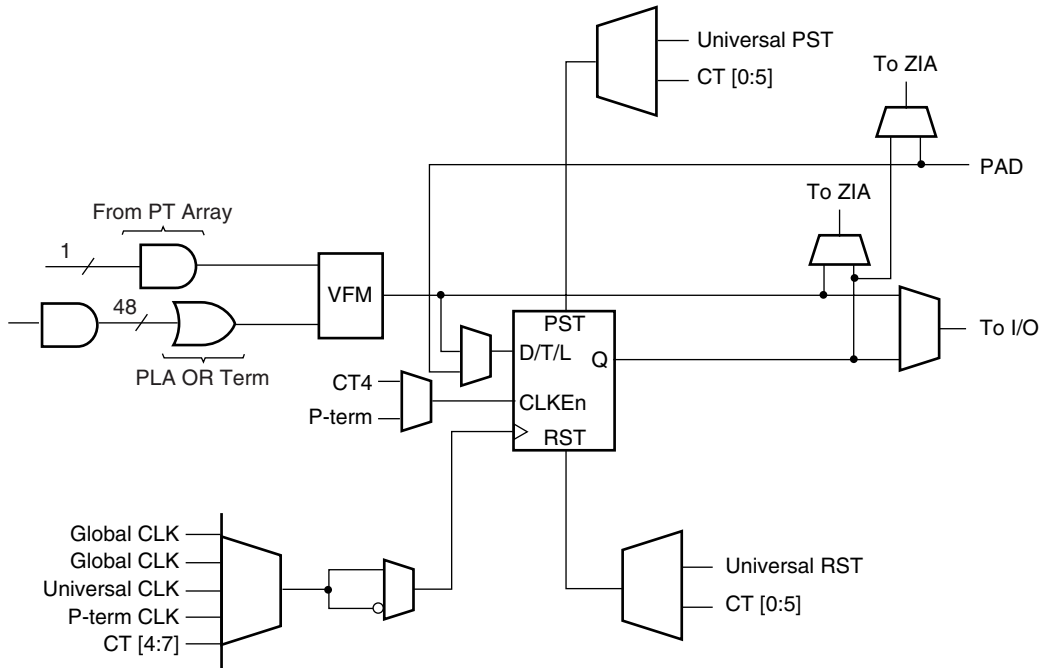 Universal PST
CT [0:5]
To ZIA
PAD
To ZIA
From PT Array
1
48
VFM
PLA OR Term
PST
D/T/L
Q
CLKEn
RST
CT4
P-term
To I/O
Global CLK
Global CLK
Universal CLK
P-term CLK
CT [4:7]
Universal RST
CT [0:5]